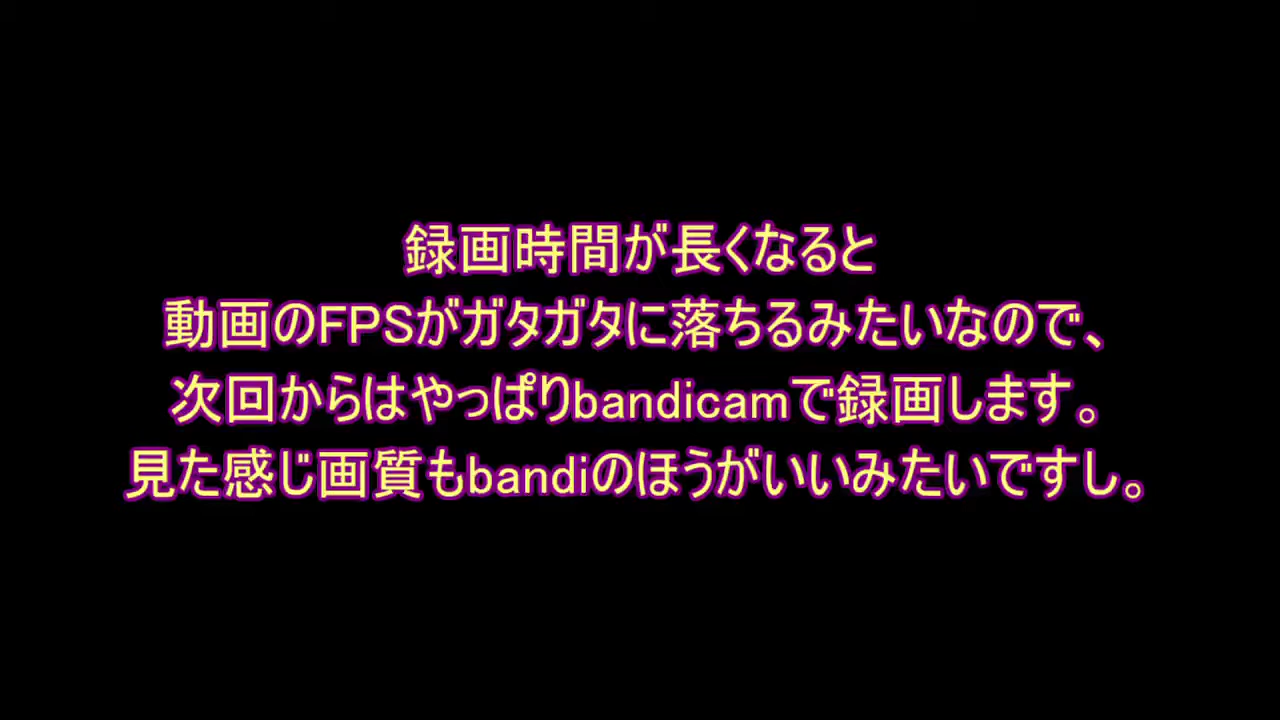 録画時間が長くなると
動画のFPSがガタガタに落ちるみたいなので、
次回からはやっぱりbandicamで録画します。
見た感じ画質もbandiのほうがいいみたいですし。